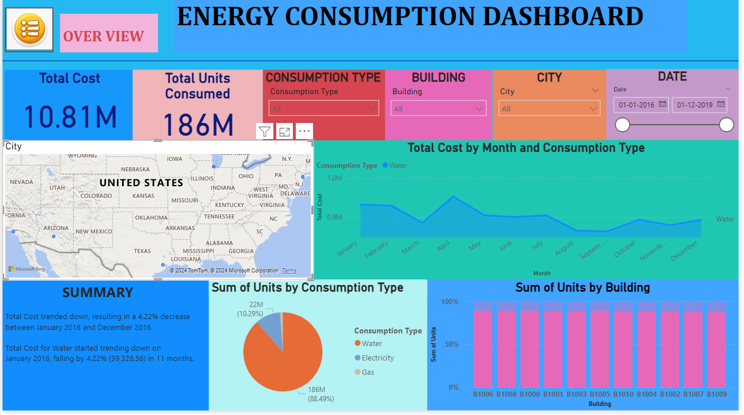 ENERGY CONSUMPTION DASHBOARD
OVER VIEW
Total Cost
10.81M
Total Units
Consumed
186M
CONSUMPTION TYPE
Consumption Type
All
BUILDING
Building
All
CITY
City
All
DATE
Date
01-01-2016
01-12-2019
City
WYOMING
IOWA
N.Y.
NEBRASKA
NEVADA
UTAH
UNITED STATES
ILLINOIS
OHIO
PA
N.J.
COLORADO
KANSAS
MISSOURI
INDIANA
WEST
VIRGINIA
MD
DELAWARE
KENTUCKY
VIRGINIA
ORNIA
ARIZONA
NEW MEXICO
OKLAHOMA
TENNESSEE
NC
ARKANSAS
SC
TEXAS
ALABAMA
MISSISSIPPI
GEORGIA
LOUISIANA
Microsoft Bing
© 2024 TomTom, © 2024 Microsoft Corporation Terms
Total Cost by Month and Consumption Type
Consumption Type Water
1.0M
0.9M
Total Cost
Water
January
February
March
April
May
June
July
August
Septem...
October
Novem...
December
Month
SUMMARY
Total Cost trended down, resulting in a 4.22% decrease
between January 2016 and December 2016.
Total Cost for Water started trending down on
January 2016, falling by 4.22% (39,328.56) in 11 months.
Sum of Units by Consumption Type
22M
(10.29%)
186M
(88.49%)
Consumption Type
Water
Electricity
Gas
Sum of Units by Building
100%
50%
0%
Sum of Units
B1006 B1008 B1000 B1001 B1003 B1005 B1010 B1004 B1002 B1007 B1009
Building